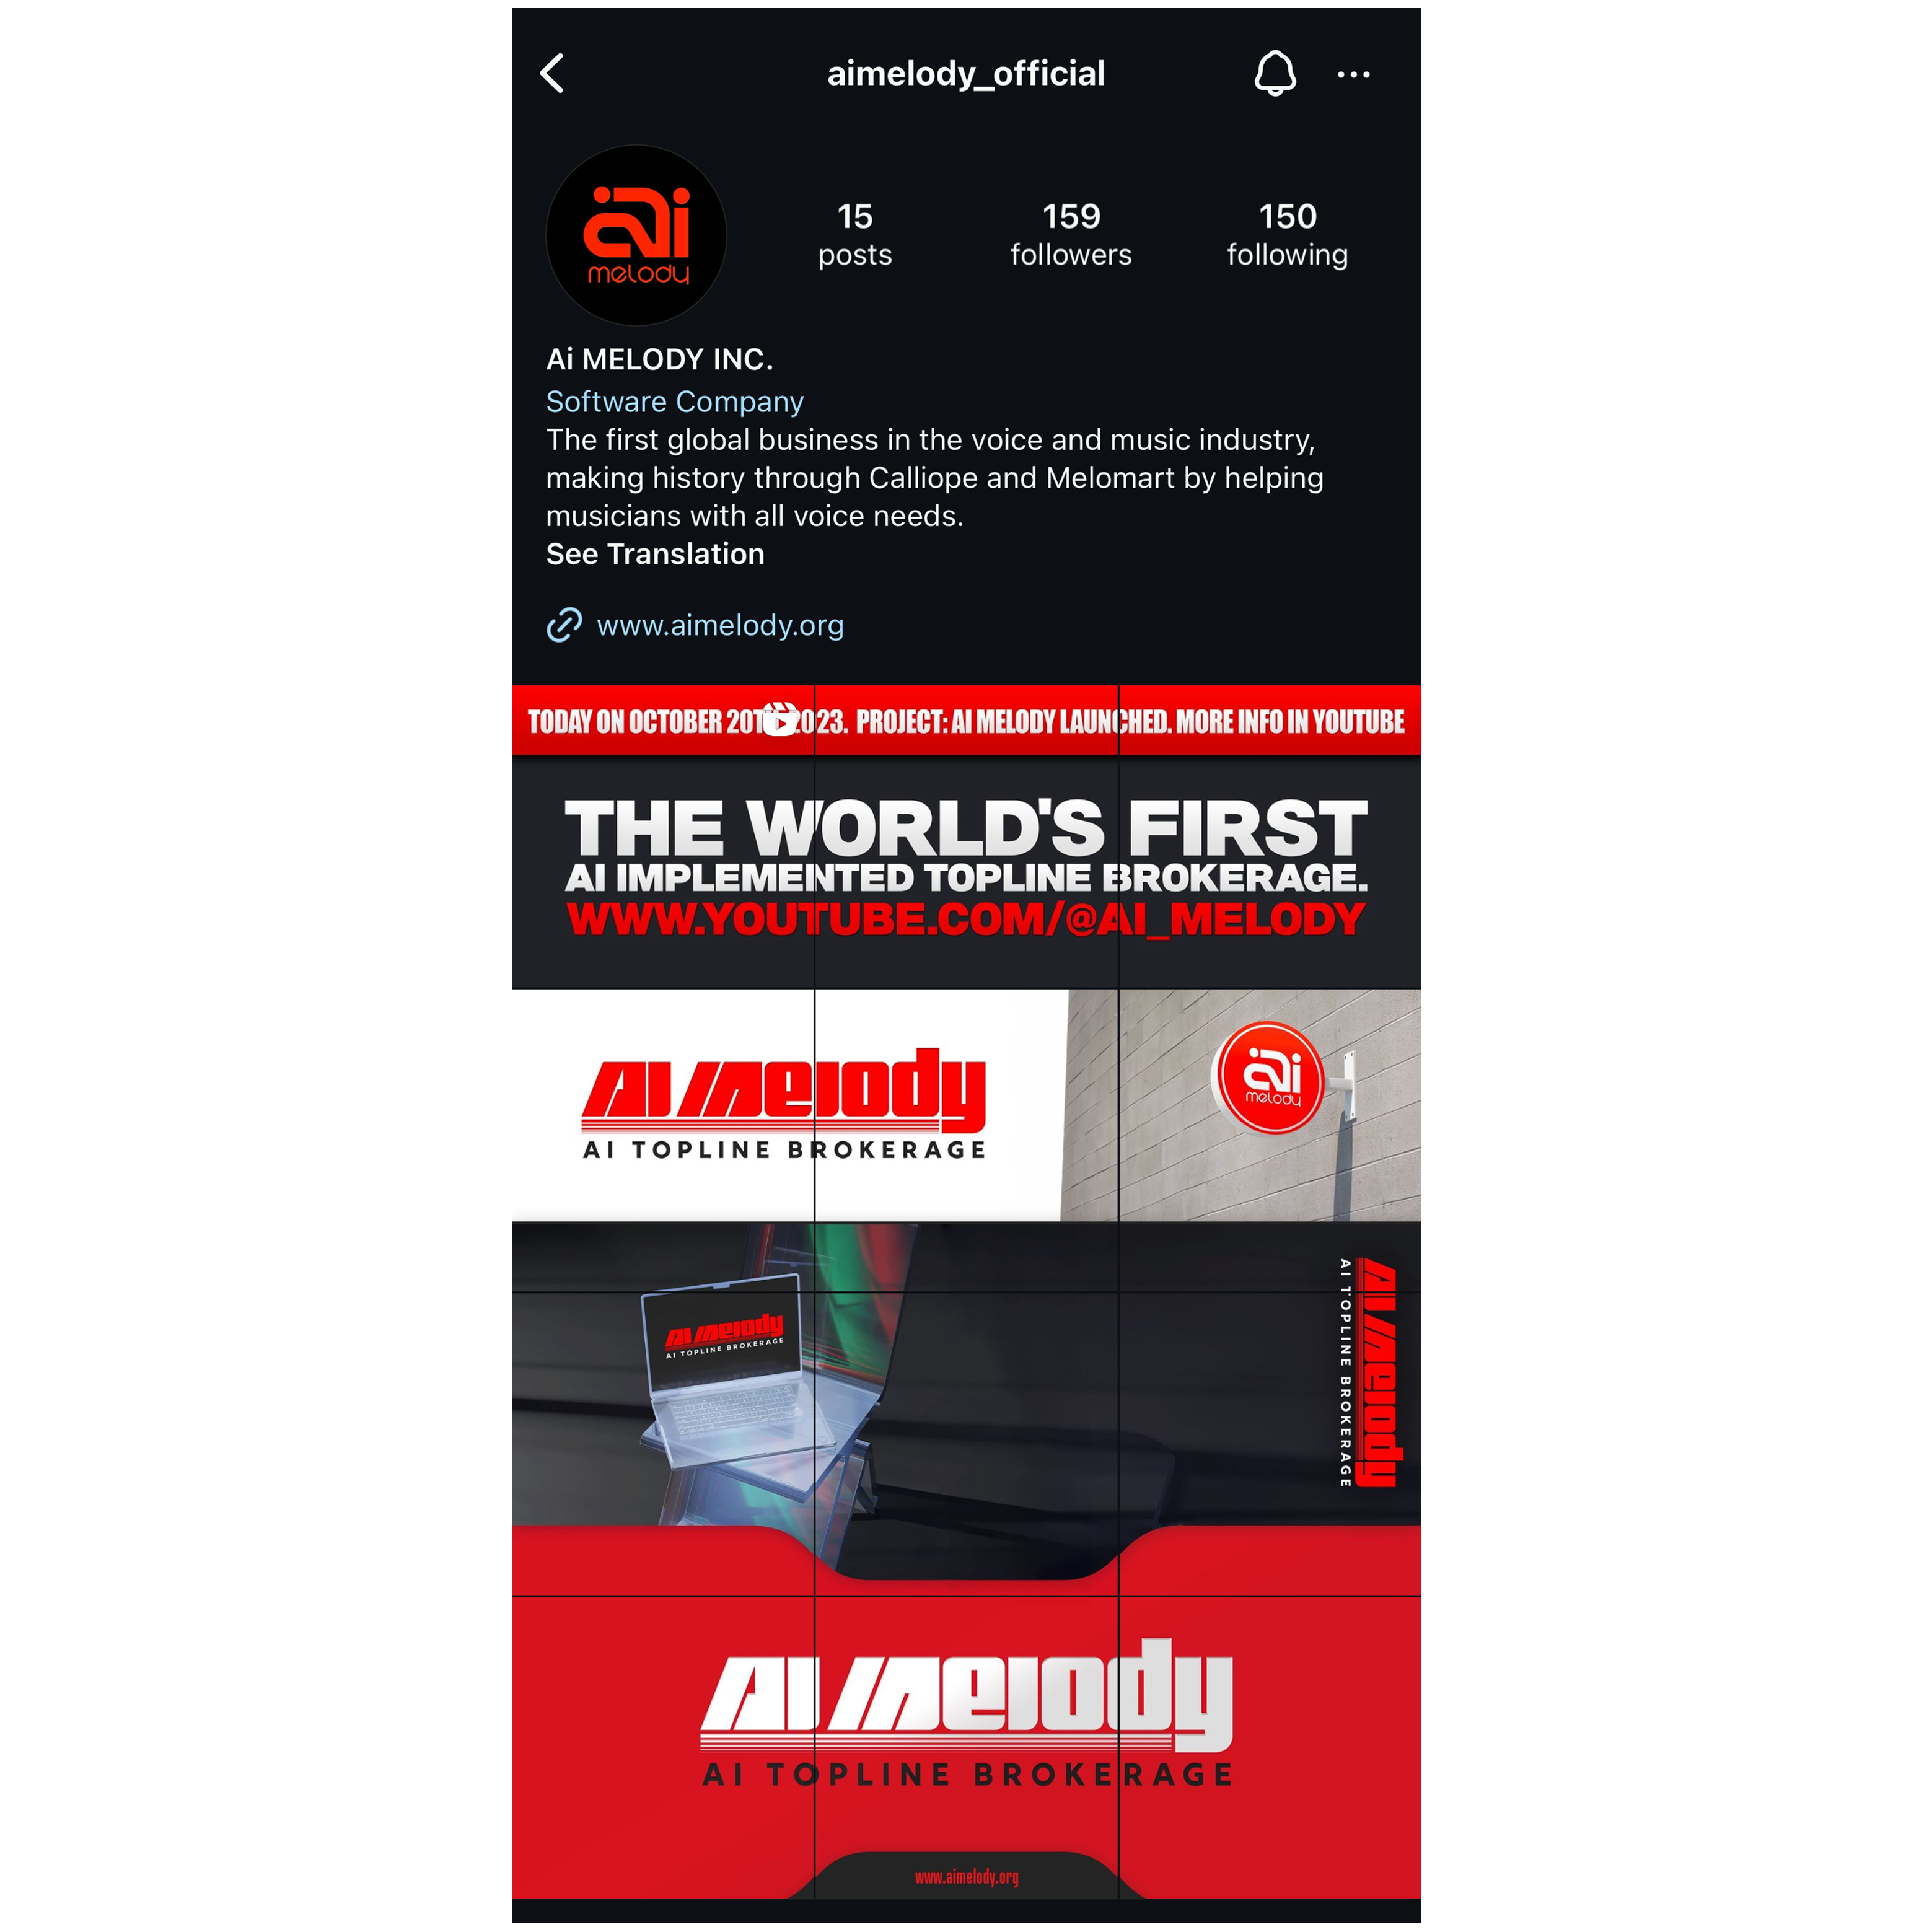 aimelody_official
ai
melody
15
posts
159
followers
150
following
Ai MELODY INC.
Software Company
The first global business in the voice and music industry,
making history through Calliope and Melomart by helping
musicians with all voice needs.
See Translation
www.aimelody.org
TODAY ON OCTOBER 20TH 2023. PROJECT: AI MELODY LAUNCHED. MORE INFO IN YOUTUBE
THE WORLD'S FIRST
AI IMPLEMENTED TOPLINE BROKERAGE.
WWW.YOUTUBE.COM/@AI_MELODY
AI melody
AI TOPLINE BROKERAGE
ai
melody
AI melody
AI TOPLINE BROKERAGE
AI melody
AI TOPLINE BROKERAGE
AI melody
AI TOPLINE BROKERAGE
www.aimelody.org